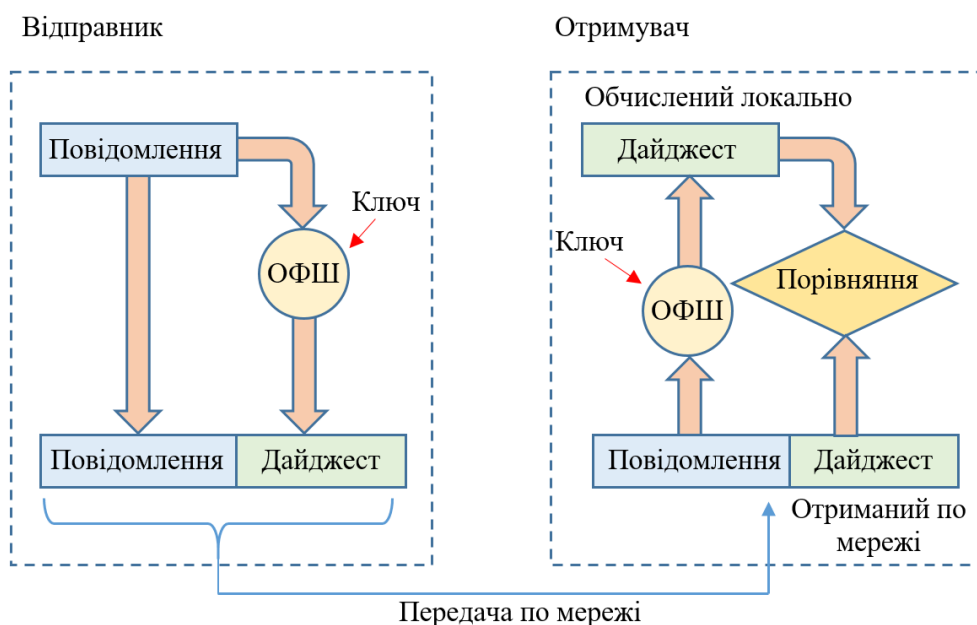 Відправник
Отримувач
Обчислений локально
Повідомлення
Дайджест
Ключ
Ключ
ОФШ
Порівняння
ОФШ
Повідомлення Дайджест
Повідомлення Дайджест
Отриманий по
мережі
Передача по мережі